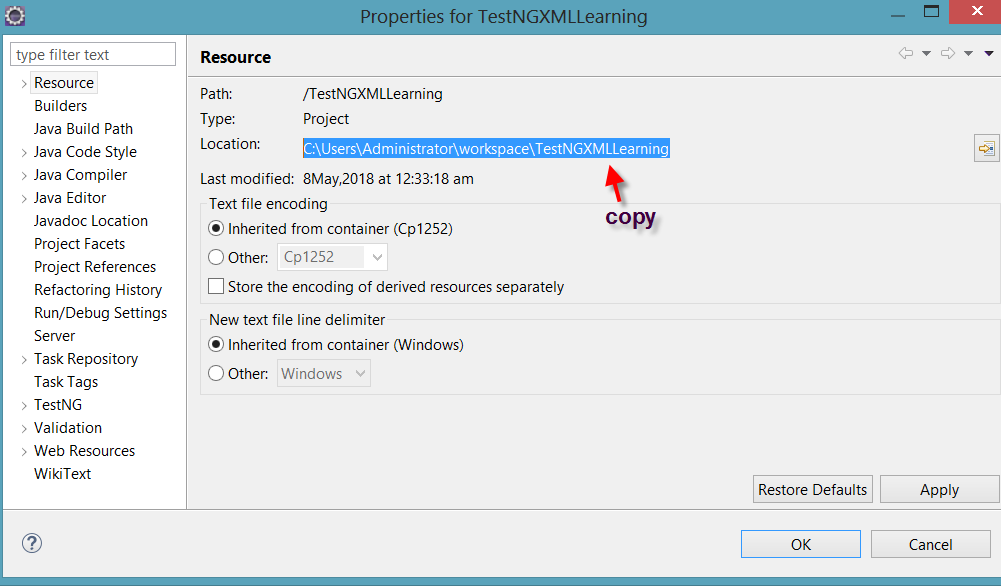 Properties for TestNGXMLLearning
type filter text
Resource
Builders
Java Build Path
Java Code Style
Java Compiler
Java Editor
Javadoc Location
Project Facets
Project References
Refactoring History
Run/Debug Settings
Server
Task Repository
Task Tags
TestNG
Validation
Web Resources
WikiText
Resource
Path: /TestNGXMLLearning
Type: Project
Location: C:\Users\Administrator\workspace\TestNGXMLLearning
Last modified: 8May,2018 at 12:33:18 am
copy
Text file encoding
Inherited from container (Cp1252)
Other: Cp1252
Store the encoding of derived resources separately
New text file line delimiter
Inherited from container (Windows)
Other: Windows
Restore Defaults Apply
? OK Cancel